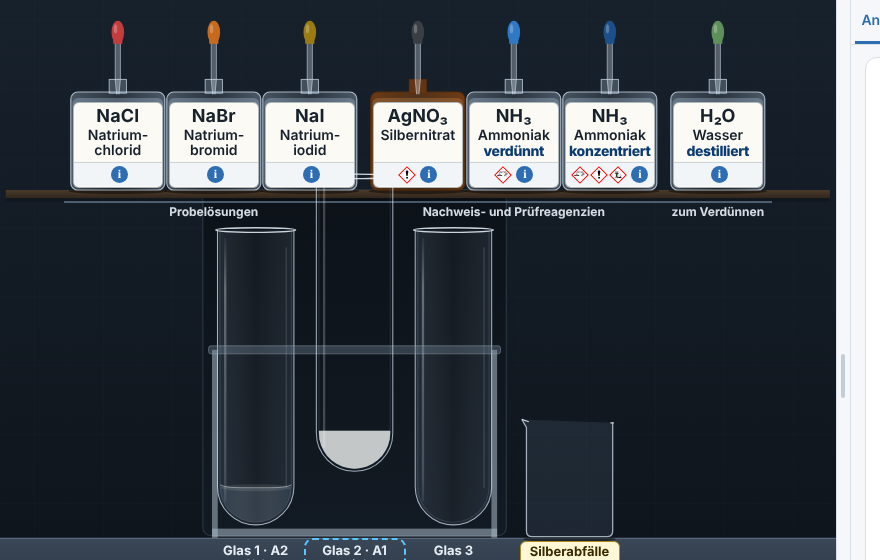 An
NaCl
Natrium-
chlorid
NaBr
Natrium-
bromid
NaI
Natrium-
iodid
AgNO₃
Silbernitrat
NH₃
Ammoniak
verdünnt
NH₃
Ammoniak
konzentriert
H₂O
Wasser
destilliert
Probelösungen
Nachweis- und Prüfreagenzien
zum Verdünnen
Glas 1 · A2
Glas 2 · A1
Glas 3
Silberabfälle